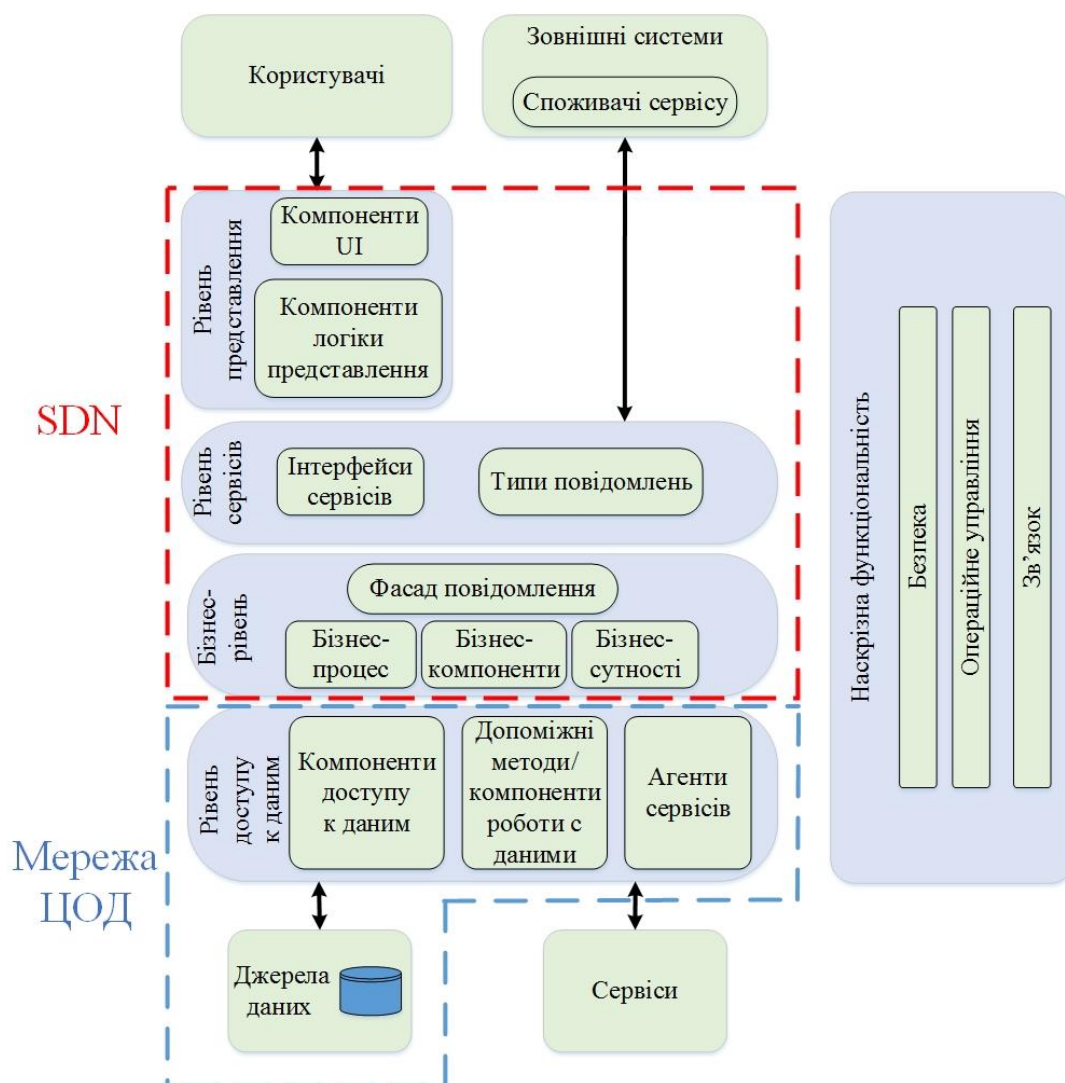 Користувачі
Зовнішні системи
Споживачі сервісу
SDN
Рівень
представлення
Компоненти
UI
Компоненти
логіки
представлення
Рівень
сервісів
Інтерфейси
сервісів
Типи повідомлень
Бізнес-
рівень
Фасад повідомлення
Бізнес-
процес
Бізнес-
компоненти
Бізнес-
сутності
Мережа
ЦОД
Рівень
доступу
к даним
Компоненти
доступу
к даним
Допоміжні
методи/
компоненти
роботи с
даними
Агенти
сервісів
Джерела
даних
Сервіси
Наскрізна функціональність
Безпека
Операційне управління
Зв’язок